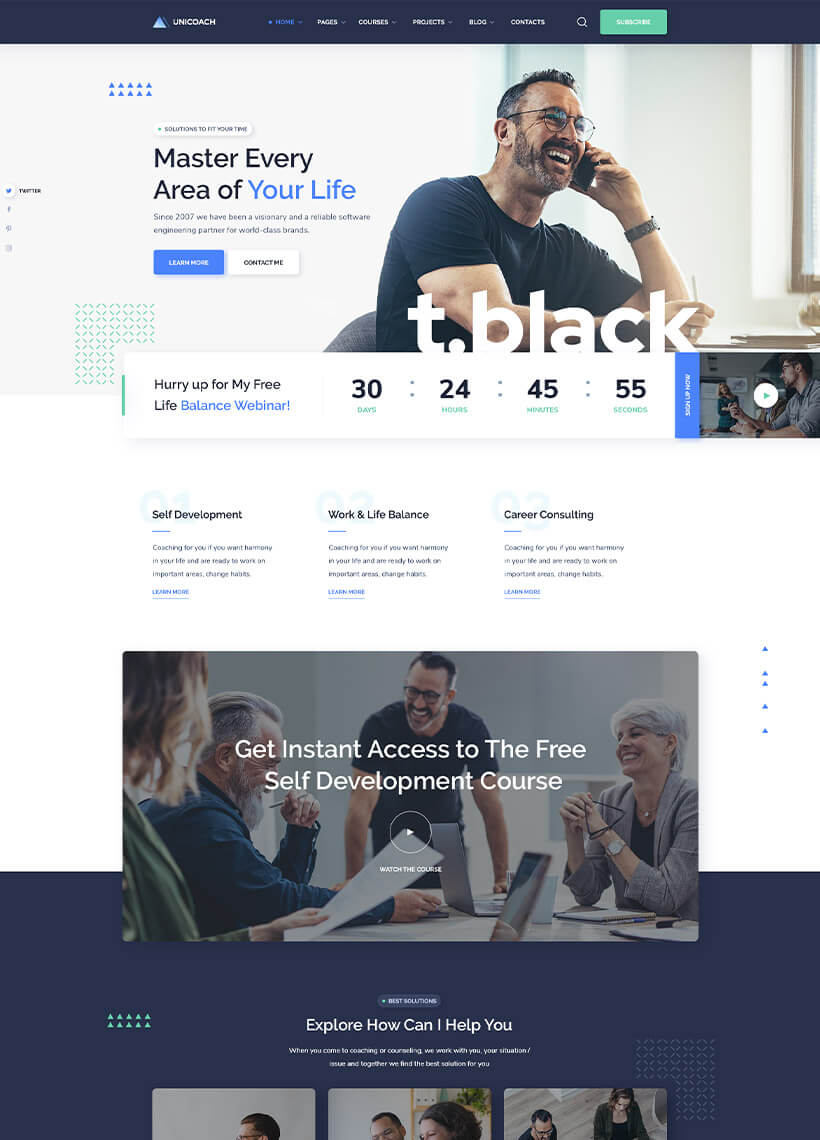 UNICOACH
HOME PAGES COURSES PROJECTS BLOG CONTACTS
SUBSCRIBE
SOLUTIONS TO FIT YOUR TIME
Master Every
Area of Your Life
TWITTER
Since 2007 we have been a visionary and a reliable software
engineering partner for world-class brands.
LEARN MORE CONTACT ME
t.black
Hurry up for My Free
Life Balance Webinar!
30 : 24 : 45 : 55
DAYS HOURS MINUTES SECONDS
SIGN UP NOW
01
Self Development
Coaching for you if you want harmony
in your life and are ready to work on
important areas, change habits.
LEARN MORE
02
Work & Life Balance
Coaching for you if you want harmony
in your life and are ready to work on
important areas, change habits.
LEARN MORE
03
Career Consulting
Coaching for you if you want harmony
in your life and are ready to work on
important areas, change habits.
LEARN MORE
Get Instant Access to The Free
Self Development Course
WATCH THE COURSE
BEST SOLUTIONS
Explore How Can I Help You
When you come to coaching or counseling, we work with you, your situation /
issue and together we find the best solution for you